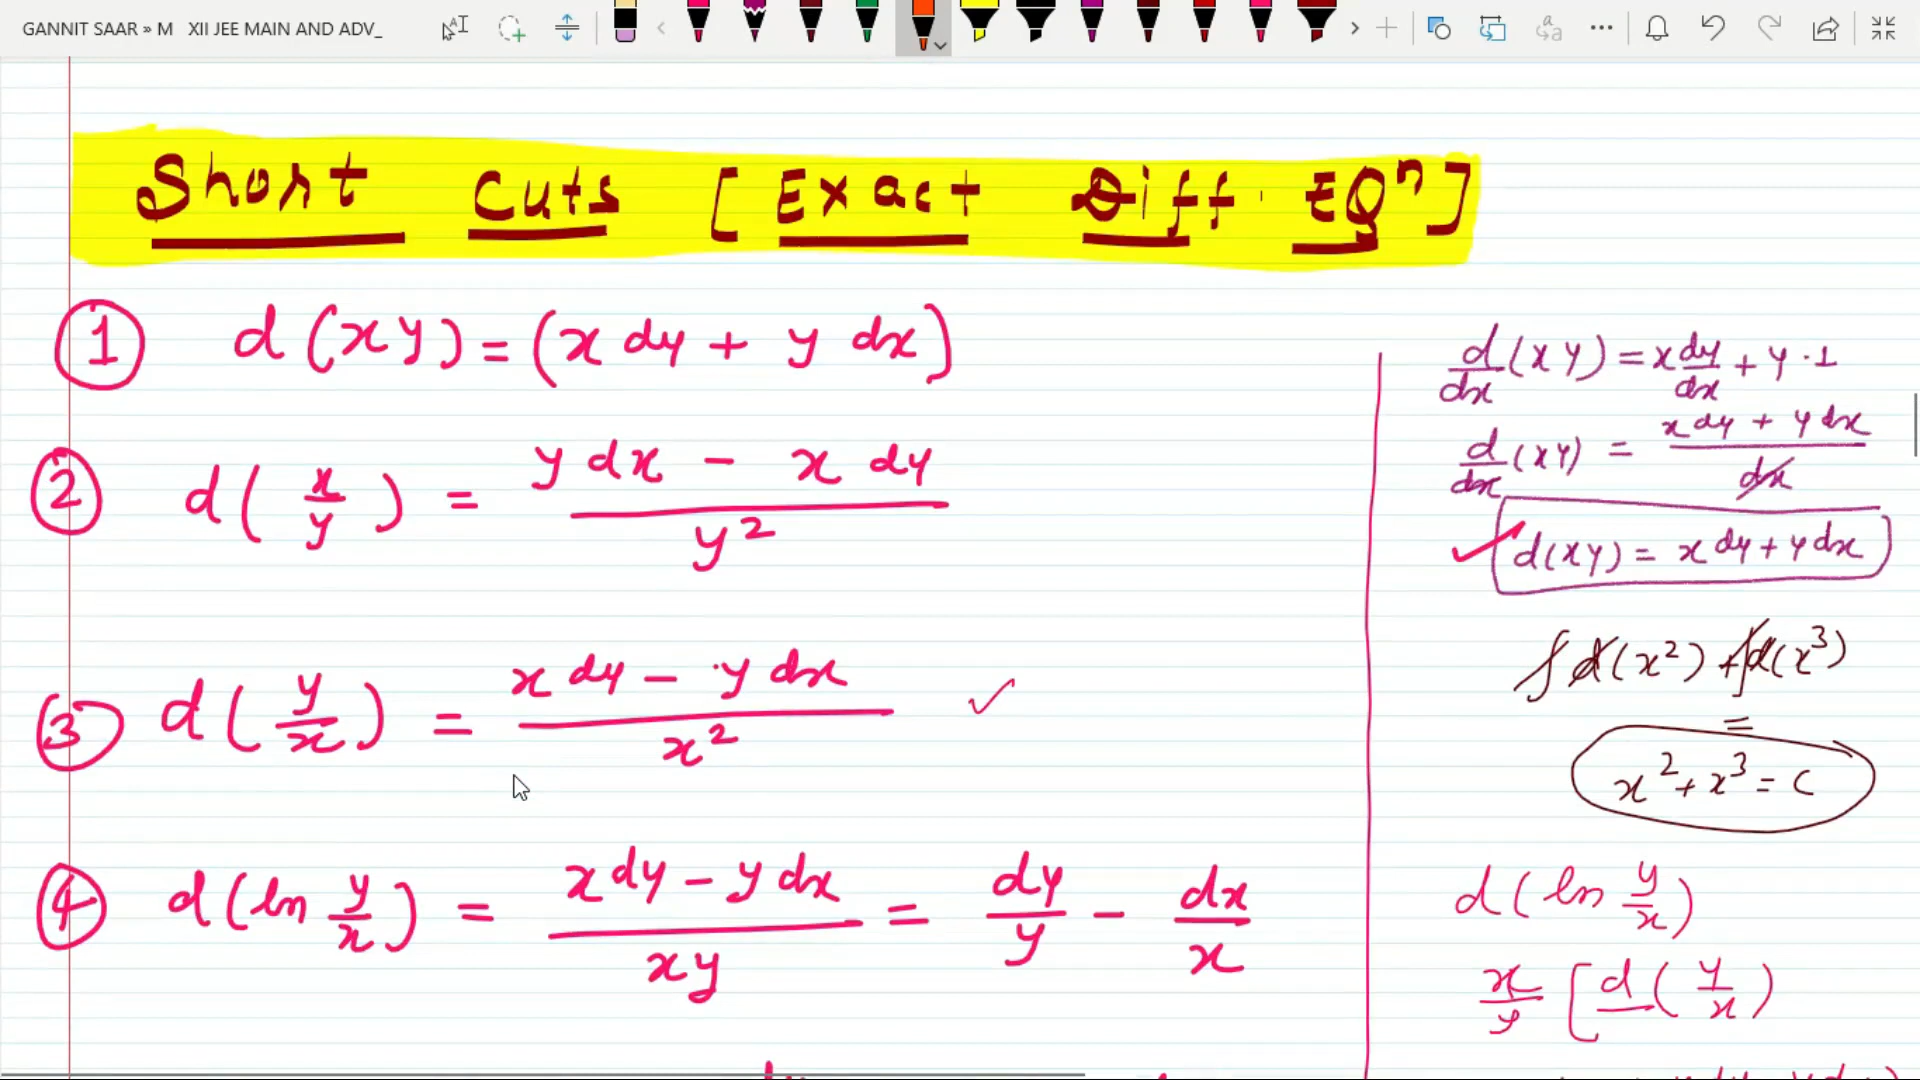 GANNIT SAAR » M XII JEE MAIN AND ADV_
Short Cuts [Exact Diff. EQⁿ]
① d(xy) = (x dy + y dx)
② d(x/y) = (y dx - x dy)/y²
③ d(y/x) = (x dy - y dx)/x² ✓
④ d(ln y/x) = (x dy - y dx)/xy = dy/y - dx/x
d/dx (xy) = x dy/dx + y·1
d/dx (xy) = (x dy + y dx)/dx
✓ d(xy) = x dy + y dx
∫d(x²) + ∫d(x³)
=
x² + x³ = c
d(ln y/x)
x/y [d(y/x)